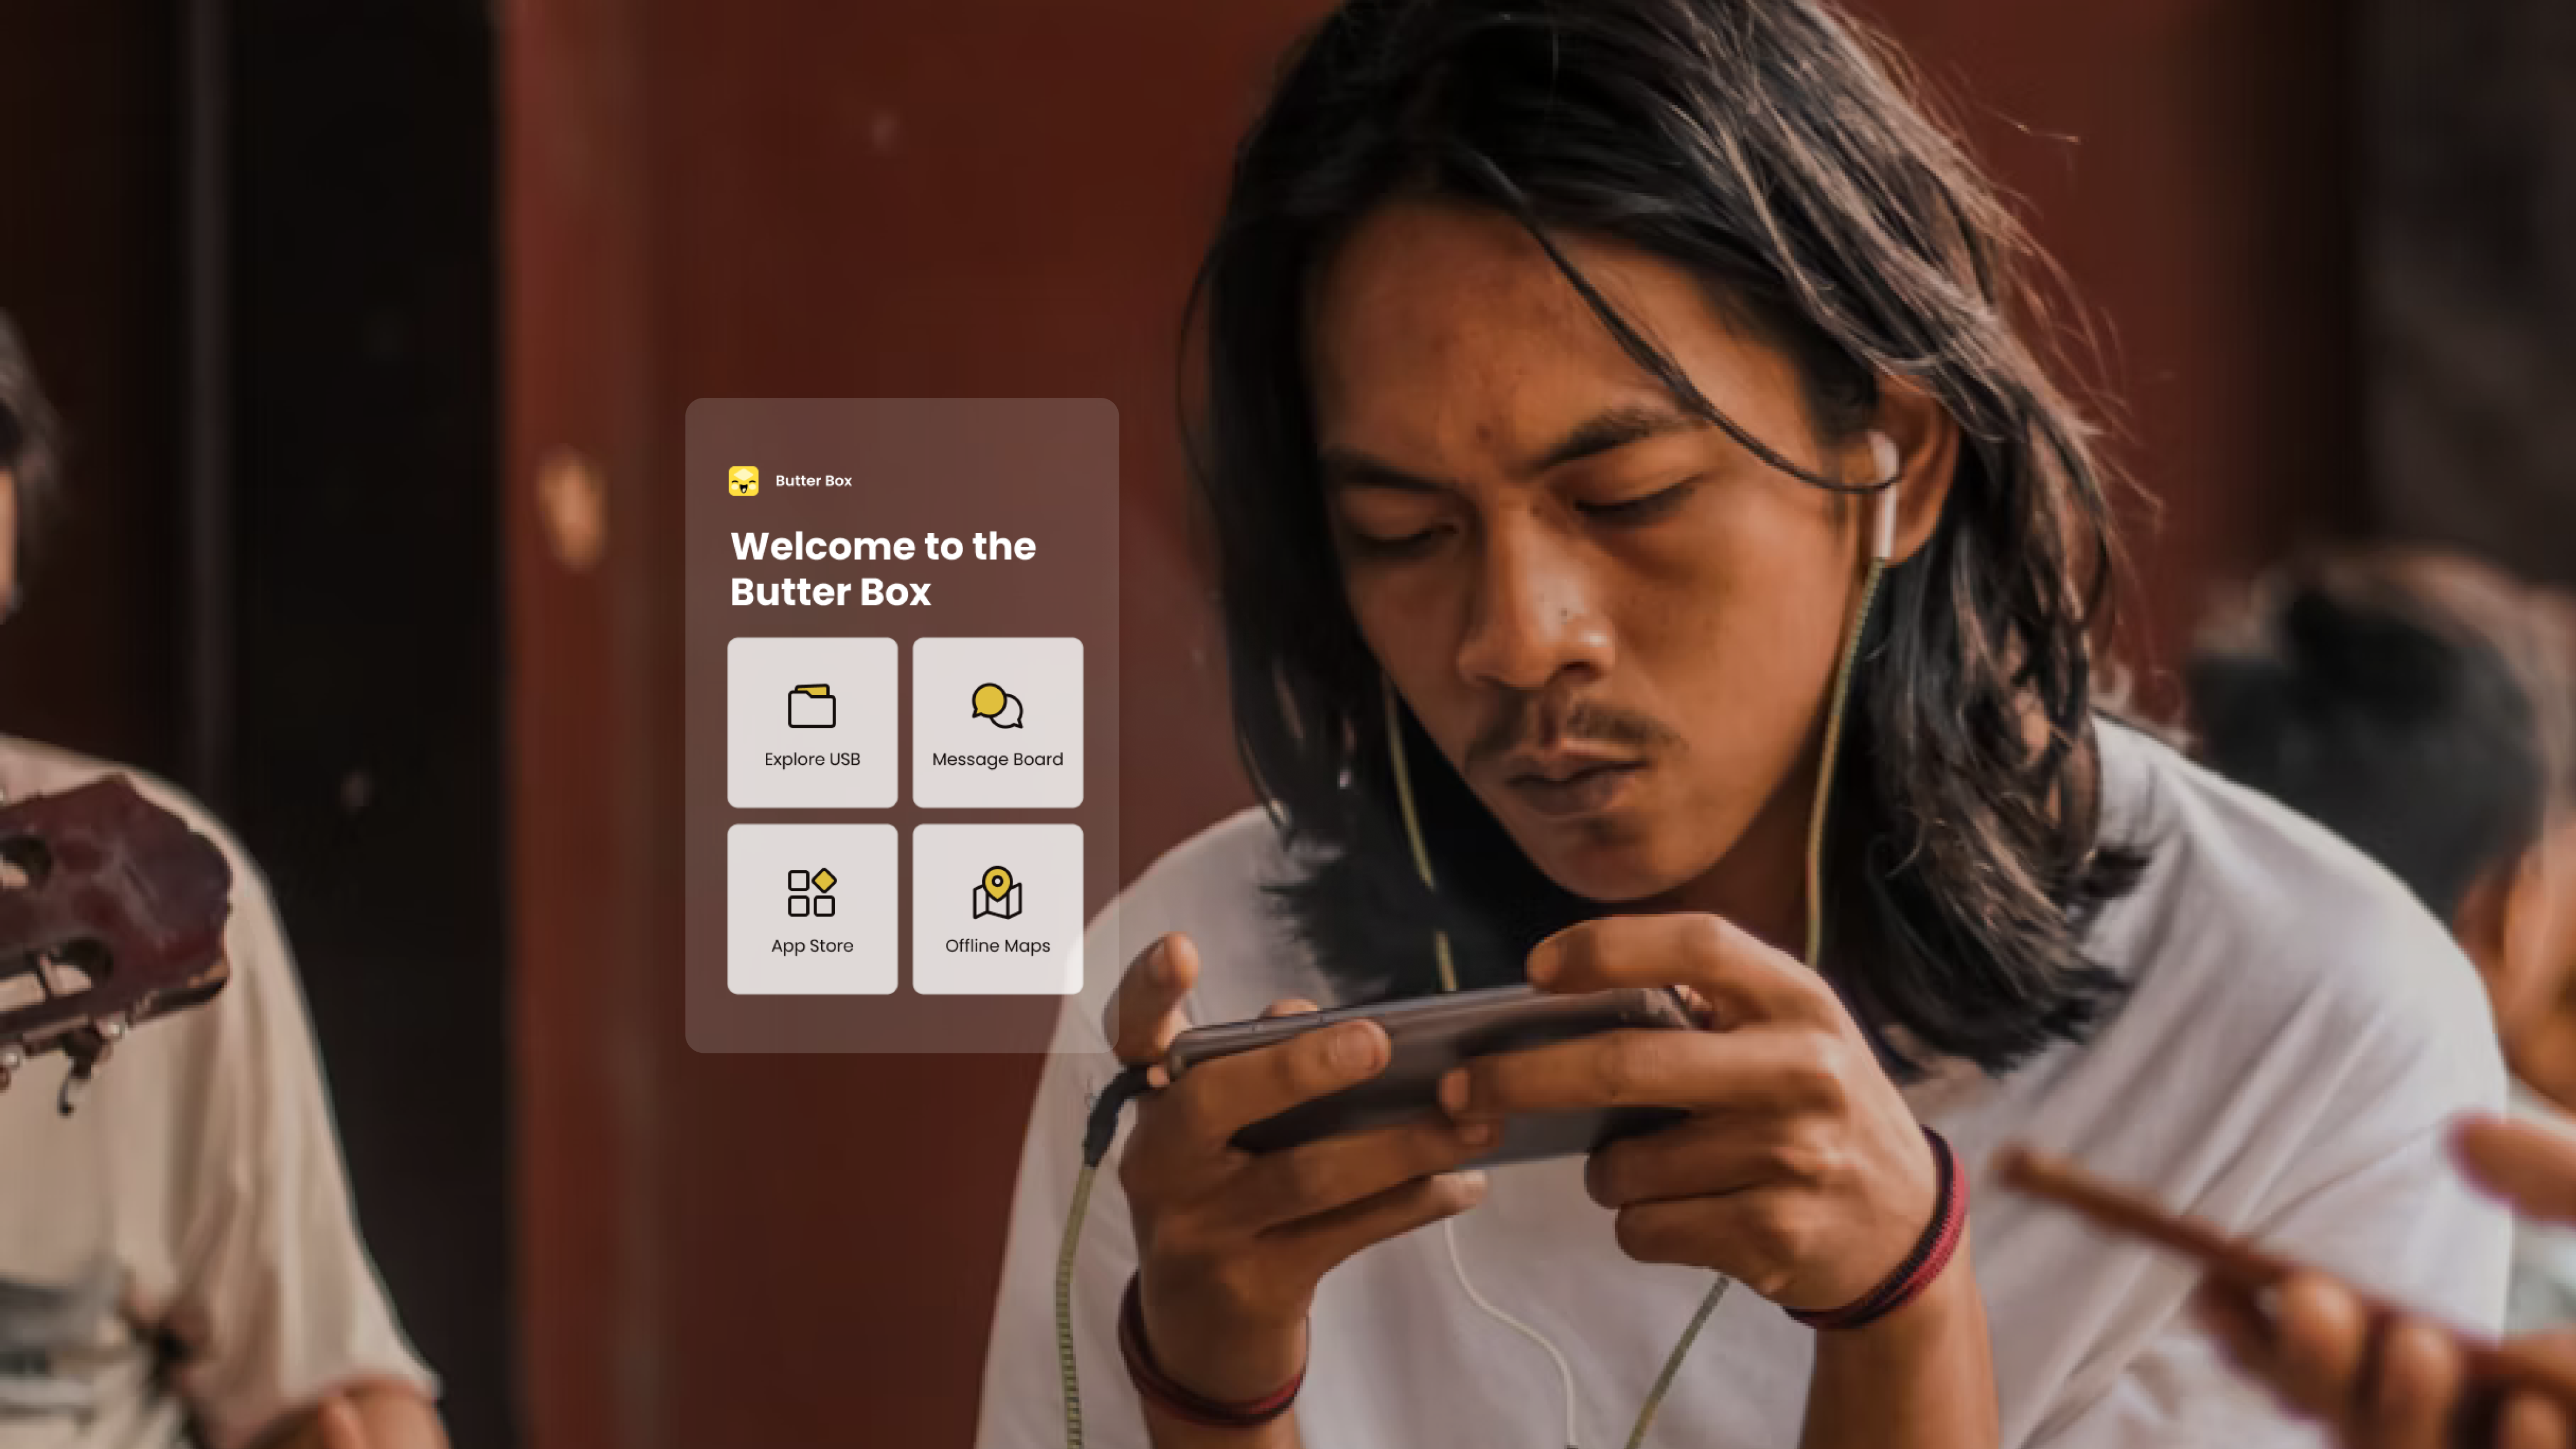 Butter Box
Welcome to the
Butter Box
Explore USB
Message Board
App Store
Offline Maps